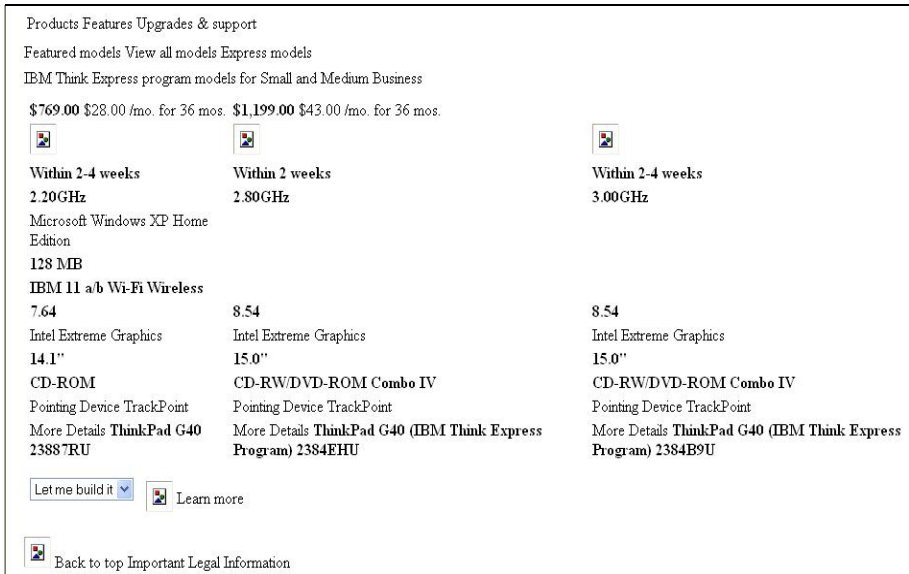 Products Features Upgrades & support
Featured models View all models Express models
IBM Think Express program models for Small and Medium Business
$769.00 $28.00 /mo. for 36 mos. $1,199.00 $43.00 /mo. for 36 mos.
Within 2-4 weeks Within 2 weeks Within 2-4 weeks
2.20GHz 2.80GHz 3.00GHz
Microsoft Windows XP Home
Edition
128 MB
IBM 11 a/b Wi-Fi Wireless
7.64 8.54 8.54
Intel Extreme Graphics Intel Extreme Graphics Intel Extreme Graphics
14.1" 15.0" 15.0"
CD-ROM CD-RW/DVD-ROM Combo IV CD-RW/DVD-ROM Combo IV
Pointing Device TrackPoint Pointing Device TrackPoint Pointing Device TrackPoint
More Details ThinkPad G40 More Details ThinkPad G40 (IBM Think Express More Details ThinkPad G40 (IBM Think Express
23887RU Program) 2384EHU Program) 2384B9U
Let me build it Learn more
Back to top Important Legal Information